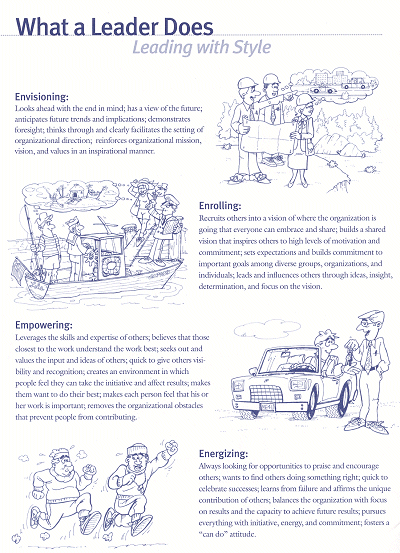 What a Leader Does
Leading with Style
Envisioning:
Looks ahead with the end in mind; has a view of the future;
anticipates future trends and implications; demonstrates
foresight; thinks through and clearly facilitates the setting of
organizational direction; reinforces organizational mission,
vision, and values in an inspirational manner.
Enrolling:
Recruits others into a vision of where the organization is
going that everyone can embrace and share; builds a shared
vision that inspires others to high levels of motivation and
commitment; sets expectations and builds commitment to
important goals among diverse groups, organizations, and
individuals; leads and influences others through ideas, insight,
determination, and focus on the vision.
Empowering:
Leverages the skills and expertise of others; believes that those
closest to the work understand the work best; seeks out and
values the input and ideas of others; quick to give others visi-
bility and recognition; creates an environment in which
people feel they can take the initiative and affect results; makes
them want to do their best; makes each person feel that his or
her work is important; removes the organizational obstacles
that prevent people from contributing.
Energizing:
Always looking for opportunities to praise and encourage
others; wants to find others doing something right; quick to
celebrate successes; learns from failure and affirms the unique
contribution of others; balances the organization with focus
on results and the capacity to achieve future results; pursues
everything with initiative, energy, and commitment; fosters a
“can do” attitude.